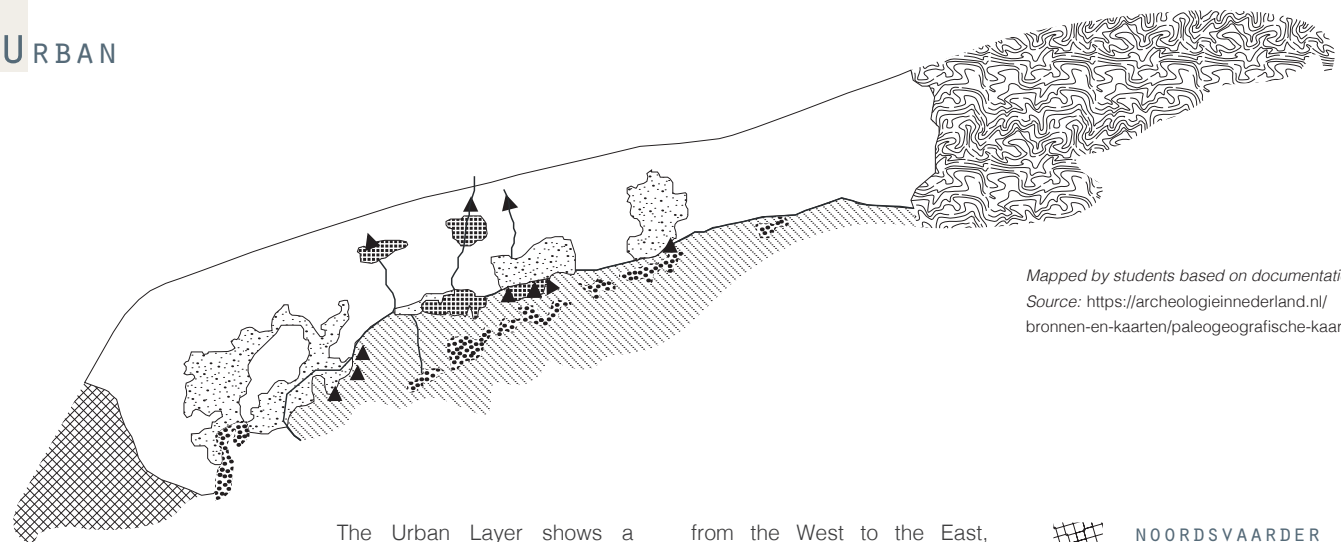 URBAN
Mapped by students based on documentati
Source: https://archeologieinnederland.nl/
bronnen-en-kaarten/paleogeografische-kaar
The Urban Layer shows a
from the West to the East,
NOORDSVAARDER